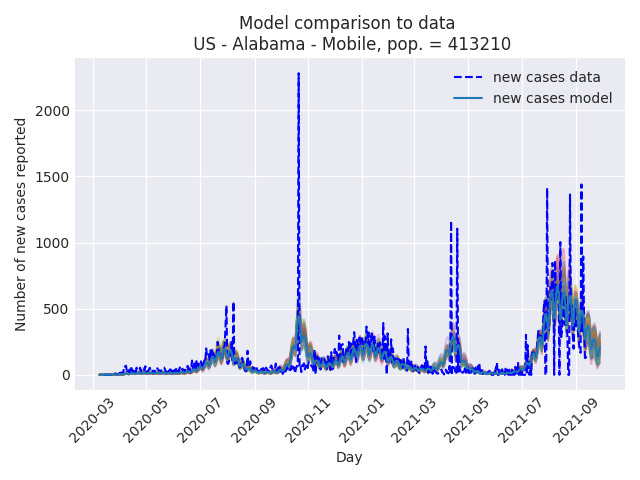 Model comparison to data
US - Alabama - Mobile, pop. = 413210
new cases data
new cases model
Number of new cases reported
2000
1500
1000
500
0
2020-03
2020-05
2020-07
2020-09
2020-11
2021-01
2021-03
2021-05
2021-07
2021-09
Day